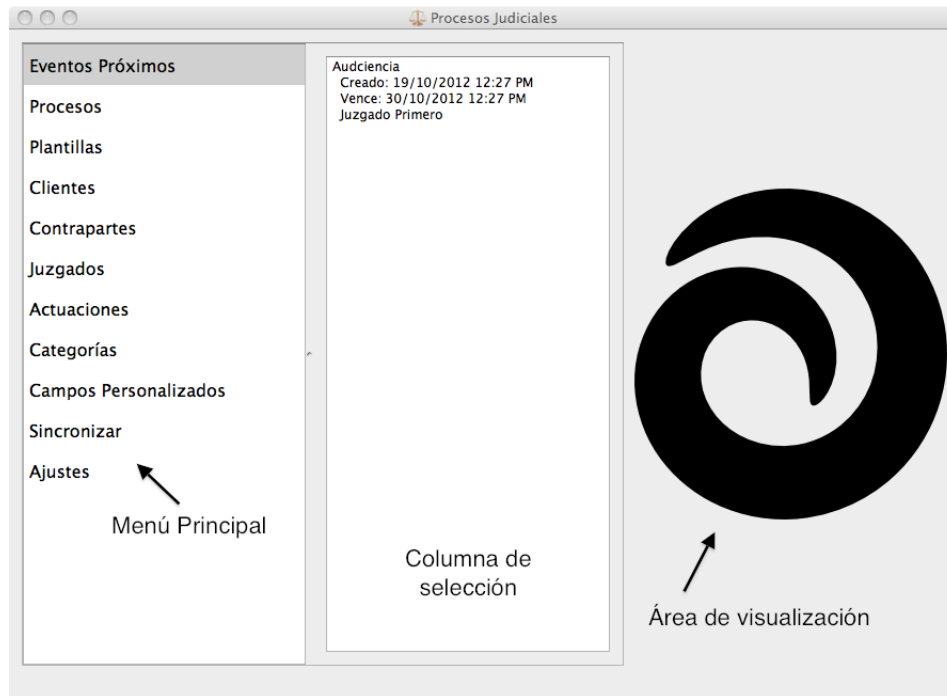 Procesos Judiciales
Eventos Próximos
Procesos
Plantillas
Clientes
Contrapartes
Juzgados
Actuaciones
Categorías
Campos Personalizados
Sincronizar
Ajustes
Menú Principal
Audciencia
Creado: 19/10/2012 12:27 PM
Vence: 30/10/2012 12:27 PM
Juzgado Primero
Columna de
selección
Área de visualización